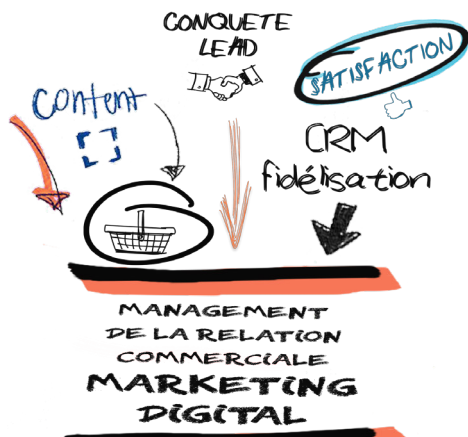 CONQUETE
LEAD
SATISFACTION
content
CRM
fidélisation
MANAGEMENT
DE LA RELATION
COMMERCIALE
MARKETING
DIGITAL